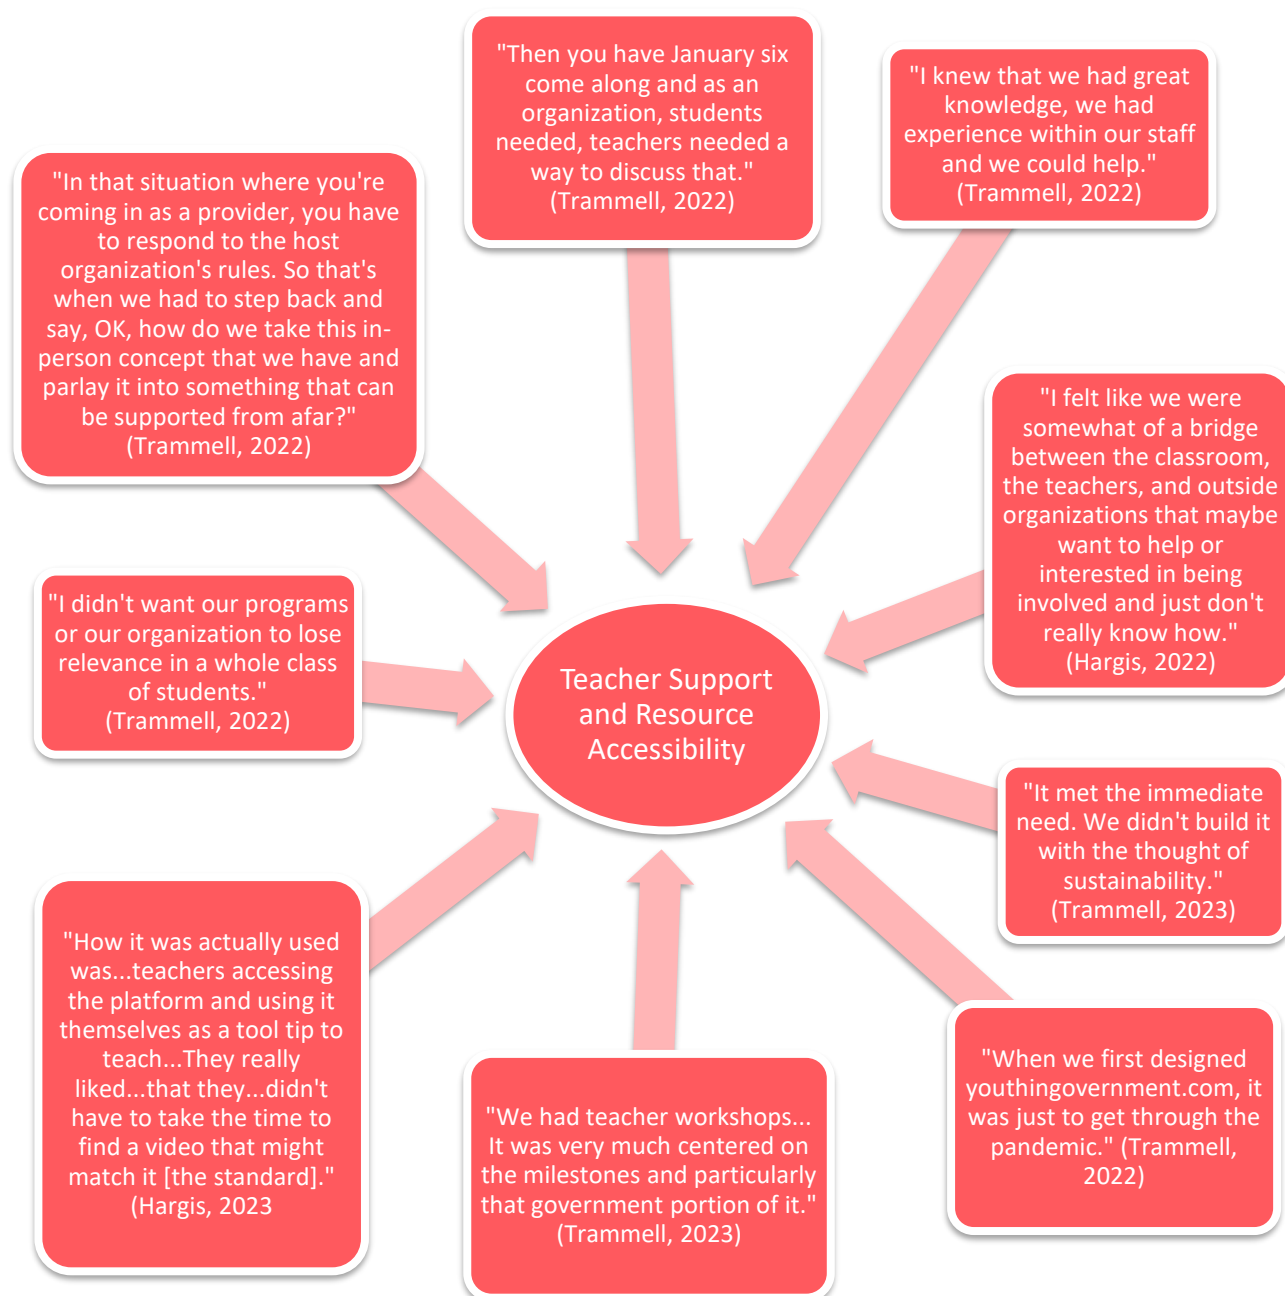 "Then you have January six
come along and as an
organization, students
needed, teachers needed a
way to discuss that."
(Trammell, 2022)
"I knew that we had great
knowledge, we had
experience within our staff
and we could help."
(Trammell, 2022)
"In that situation where you're
coming in as a provider, you have
to respond to the host
organization's rules. So that's
when we had to step back and
say, OK, how do we take this in-
person concept that we have and
parlay it into something that can
be supported from afar?"
(Trammell, 2022)
"I felt like we were
somewhat of a bridge
between the classroom,
the teachers, and outside
organizations that maybe
want to help or
interested in being
involved and just don't
really know how."
(Hargis, 2022)
"I didn't want our programs
or our organization to lose
relevance in a whole class
of students."
(Trammell, 2022)
Teacher Support
and Resource
Accessibility
"It met the immediate
need. We didn't build it
with the thought of
sustainability."
(Trammell, 2023)
"How it was actually used
was...teachers accessing
the platform and using it
themselves as a tool tip to
teach...They really
liked...that they...didn't
have to take the time to
find a video that might
match it [the standard]."
(Hargis, 2023
"We had teacher workshops...
It was very much centered on
the milestones and particularly
that government portion of it."
(Trammell, 2023)
"When we first designed
youthingovernment.com, it
was just to get through the
pandemic." (Trammell,
2022)